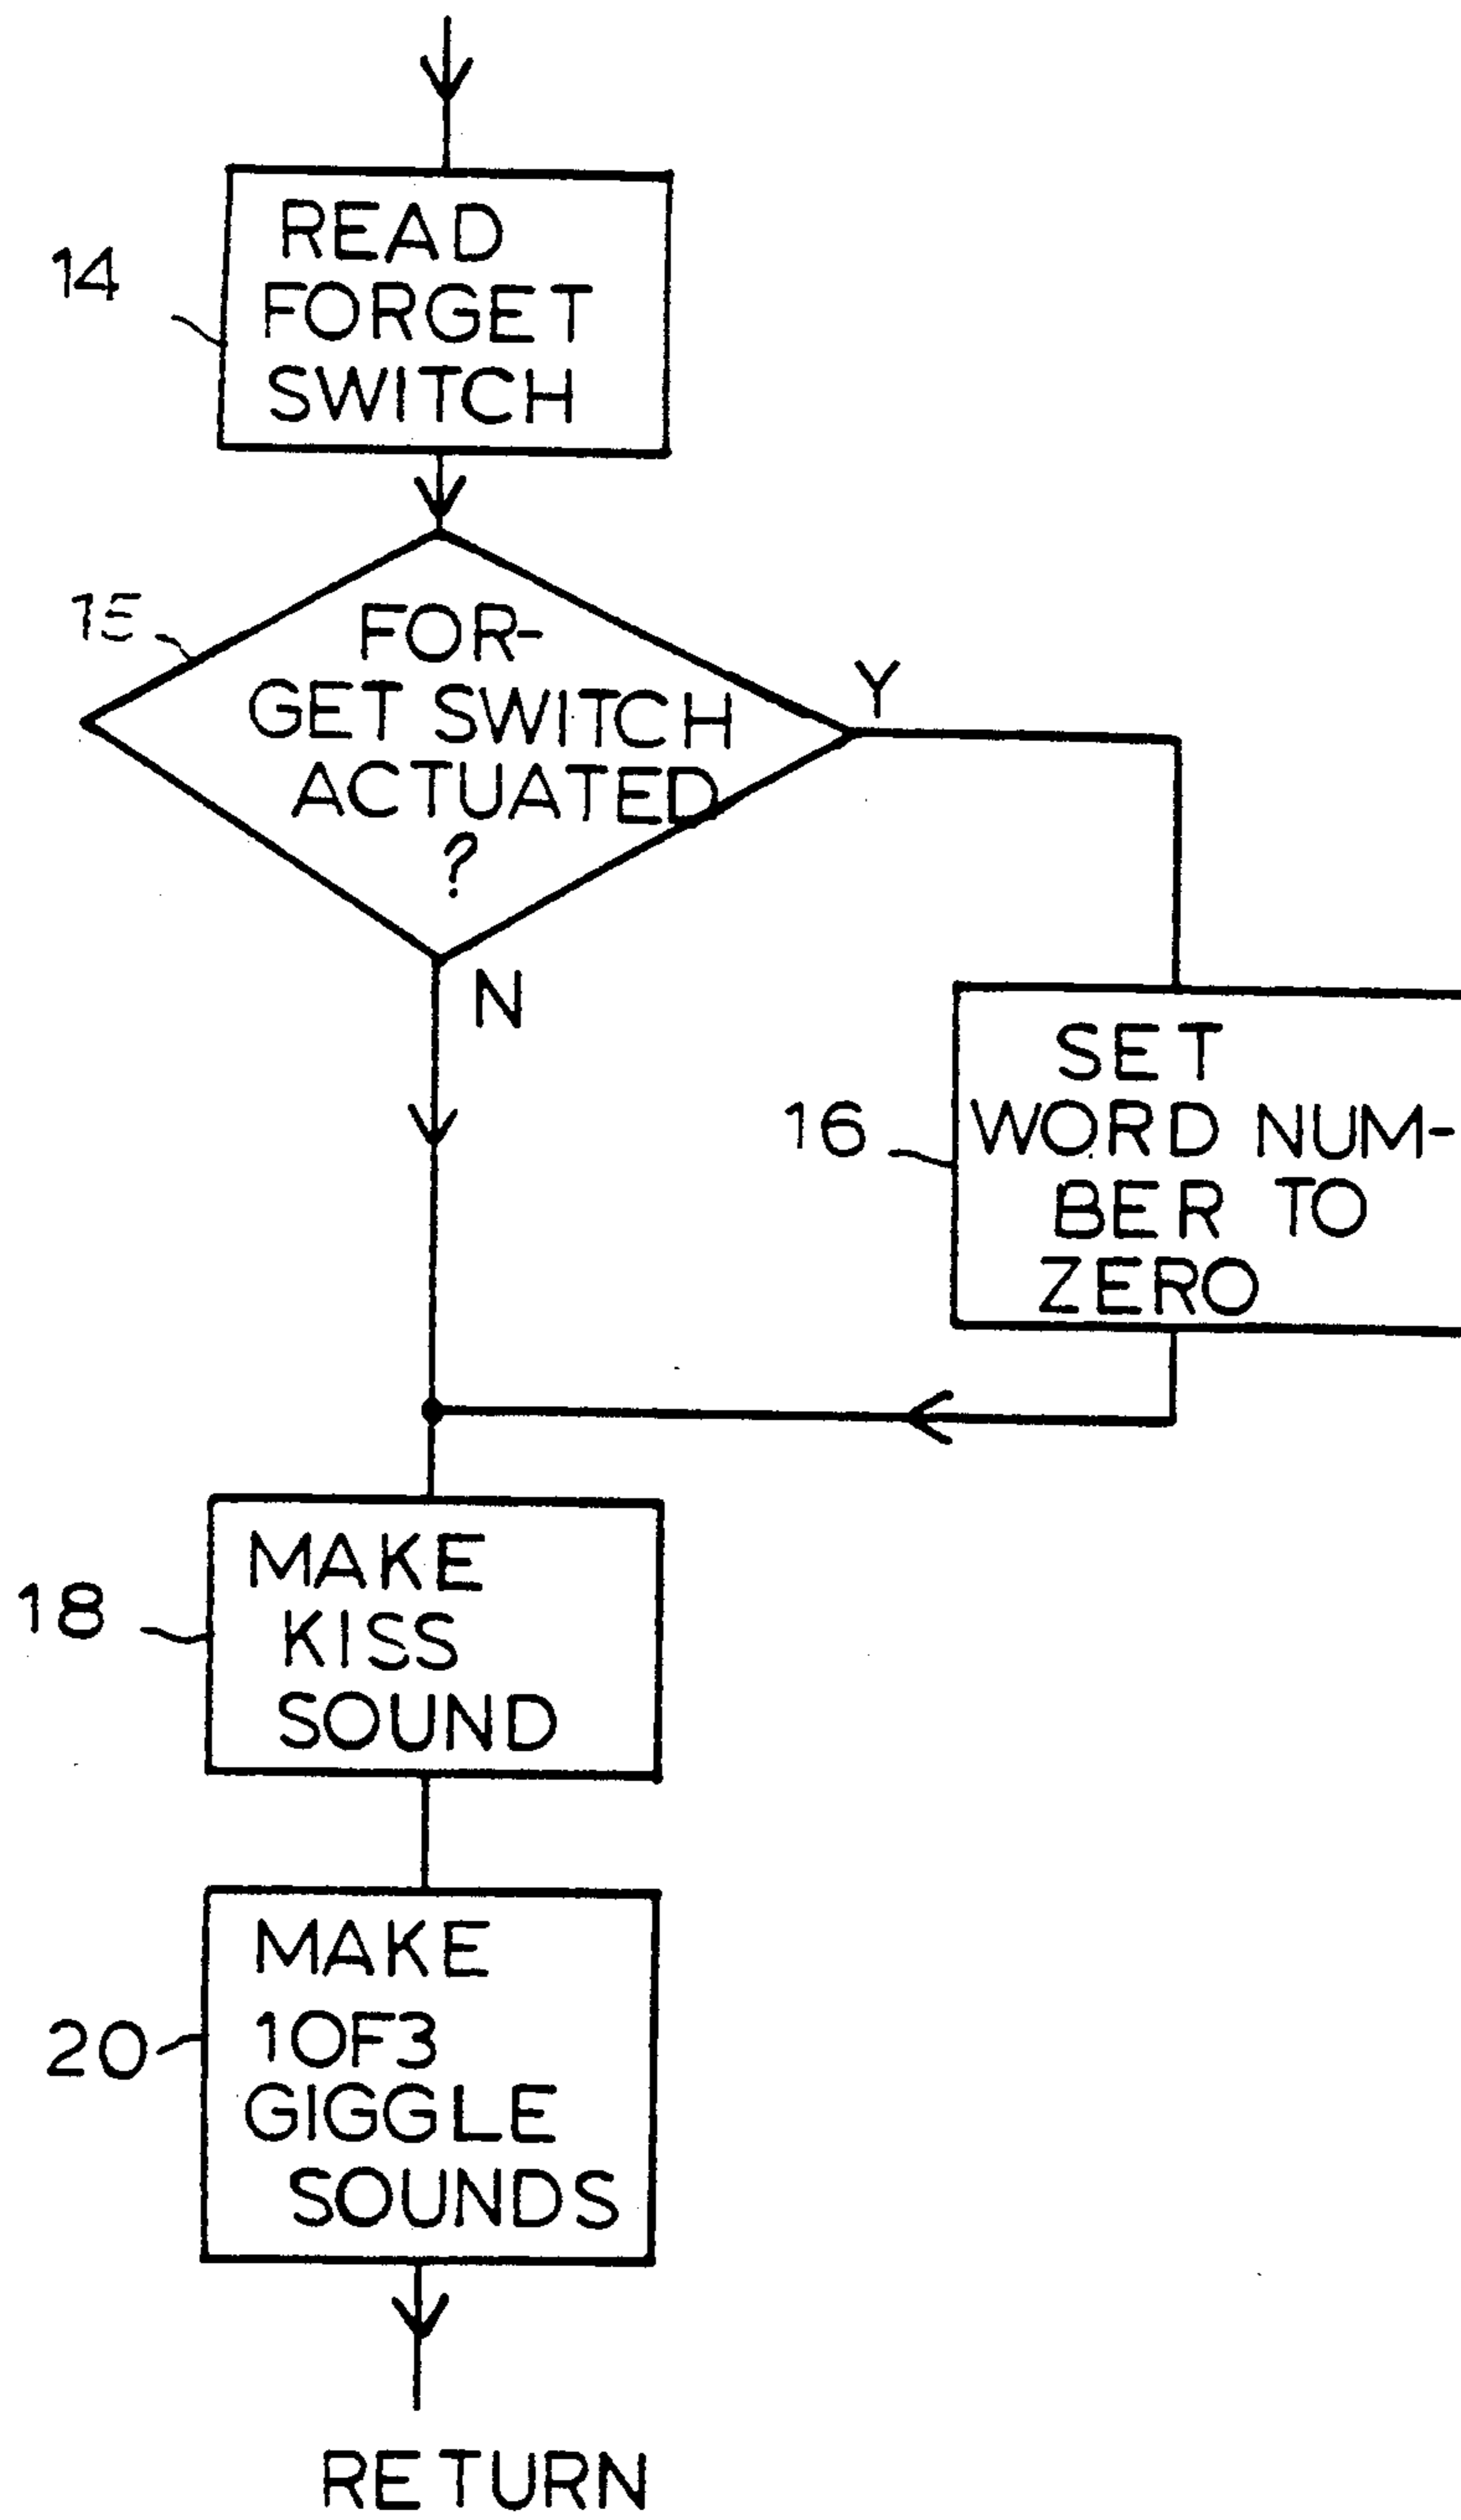 14
READ
FORGET
SWITCH
15
FOR-
GET SWITCH
ACTUATED
?
Y
N
16
SET
WORD NUM-
BER TO
ZERO
18
MAKE
KISS
SOUND
20
MAKE
1OF3
GIGGLE
SOUNDS
RETURN